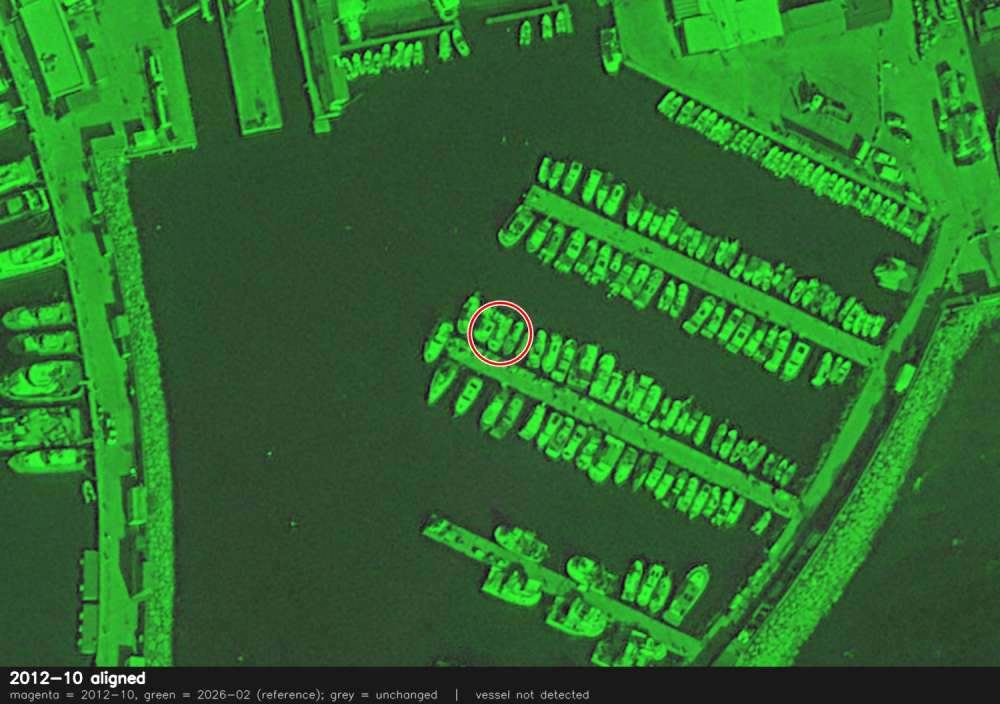 2012-10 aligned
magenta = 2012-10, green = 2026-02 (reference); grey = unchanged | vessel not detected